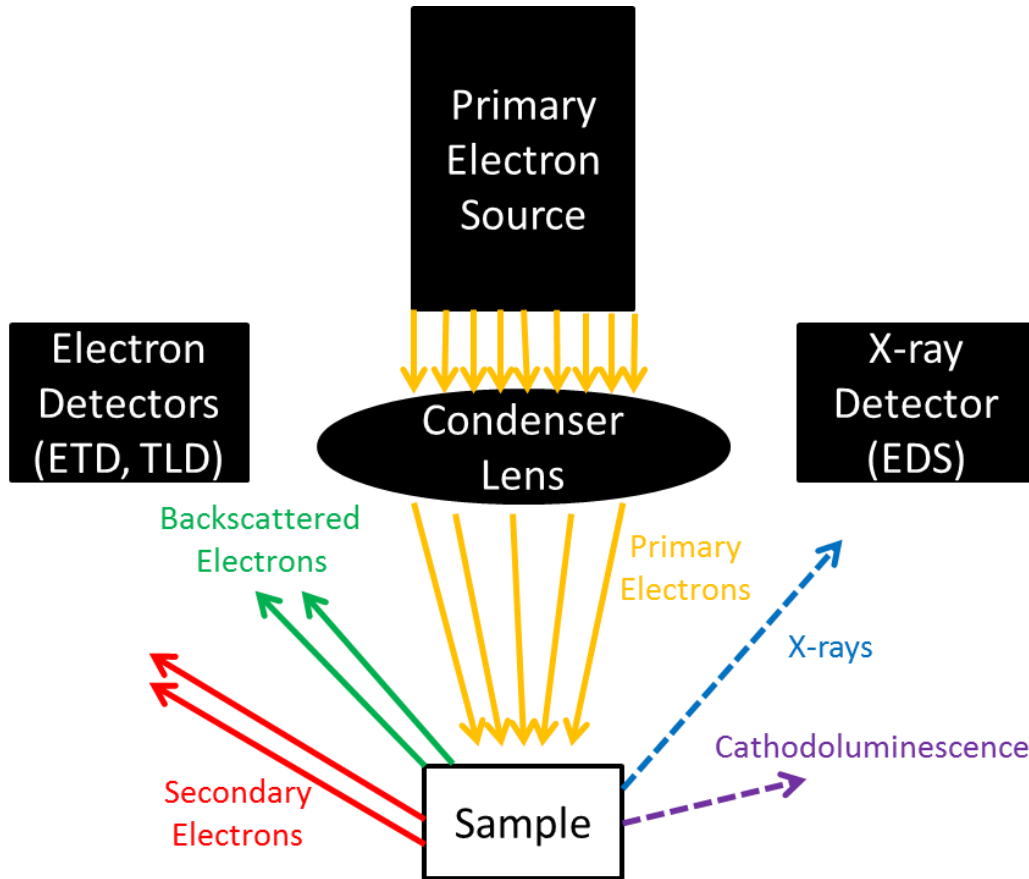 Primary
Electron
Source
Electron
Detectors
(ETD, TLD)
Condenser
Lens
X-ray
Detector
(EDS)
Backscattered
Electrons
Primary
Electrons
X-rays
Cathodoluminescence
Secondary
Electrons
Sample